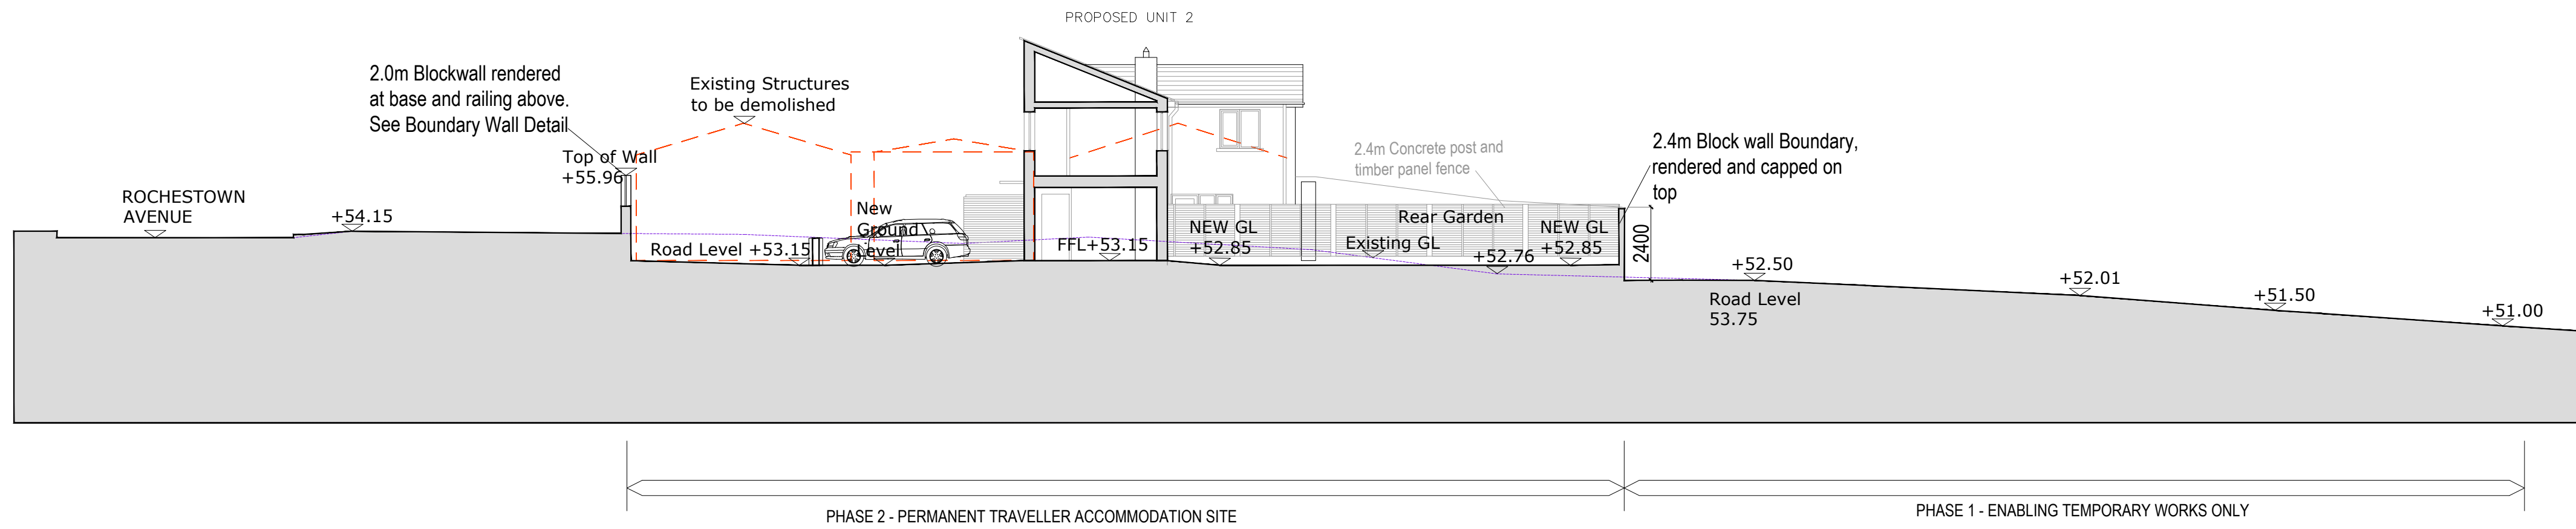 PROPOSED UNIT 2
2.0m Blockwall rendered
at base and railing above.
See Boundary Wall Detail
Existing Structures
to be demolished
Top of Wall
+55.96
ROCHESTOWN
AVENUE
+54.15
Road Level +53.15
New
Ground
Level
FFL+53.15
NEW GL
+52.85
2.4m Concrete post and
timber panel fence
Rear Garden
Existing GL
+52.76
NEW GL
+52.85
2.4m Block wall Boundary,
rendered and capped on
top
2400
+52.50
Road Level
53.75
+52.01
+51.50
+51.00
PHASE 2 - PERMANENT TRAVELLER ACCOMMODATION SITE
PHASE 1 - ENABLING TEMPORARY WORKS ONLY